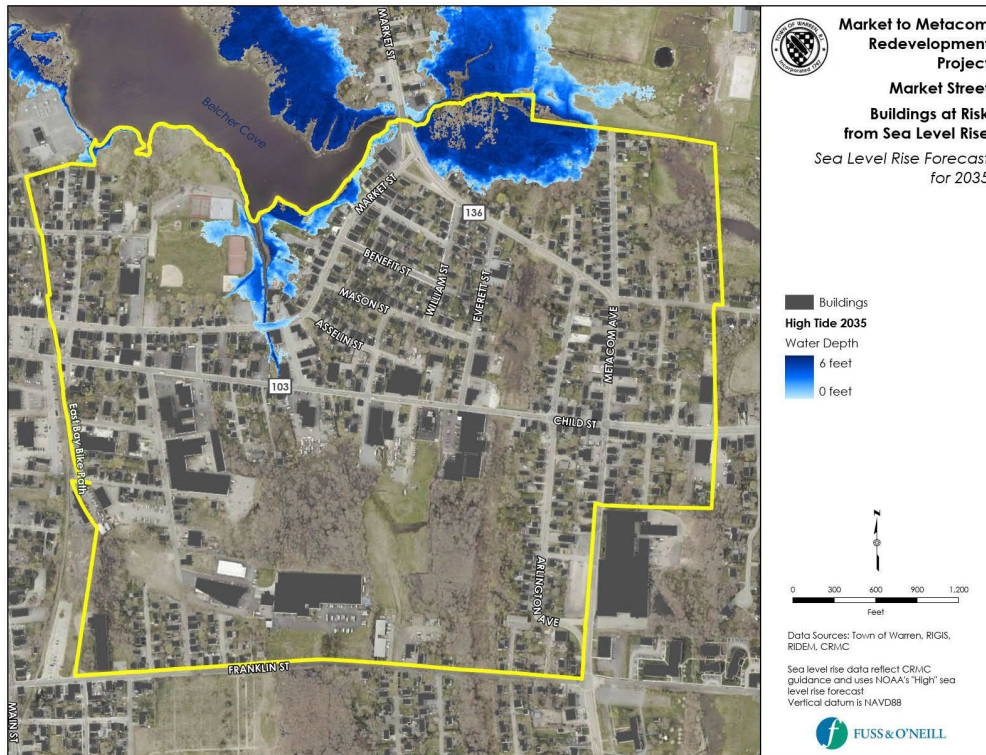 Market to Metacom
Redevelopment
Project
Market Street
Buildings at Risk
from Sea Level Rise
Sea Level Rise Forecast
for 2035
TOWN OF WARREN, R.I.
Incorporated 1747
Buildings
High Tide 2035
Water Depth
6 feet
0 feet
N
0 300 600 900 1,200
Feet
Data Sources: Town of Warren, RIGIS,
RIDEM, CRMC
Sea level rise data reflect CRMC
guidance and uses NOAA's "High" sea
level rise forecast
Vertical datum is NAVD88
FUSS & O'NEILL
MARKET ST
Belcher Cove
MARKET ST
136
BENEFIT ST
WILLIAM ST
EVERETT ST
MASON ST
ASSELIN ST
METACOM AVE
103
CHILD ST
East Bay Bike Path
ARLINGTON AVE
FRANKLIN ST
MAIN ST